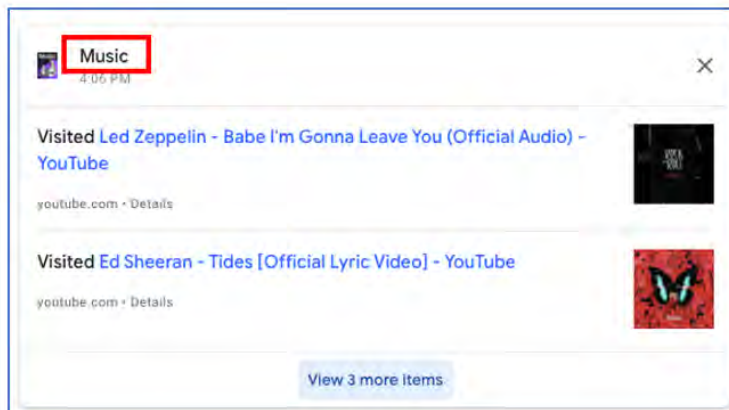 Music
4:06 PM
Visited Led Zeppelin - Babe I'm Gonna Leave You (Official Audio) -
YouTube
youtube.com • Details
Visited Ed Sheeran - Tides [Official Lyric Video] - YouTube
youtube.com • Details
View 3 more items